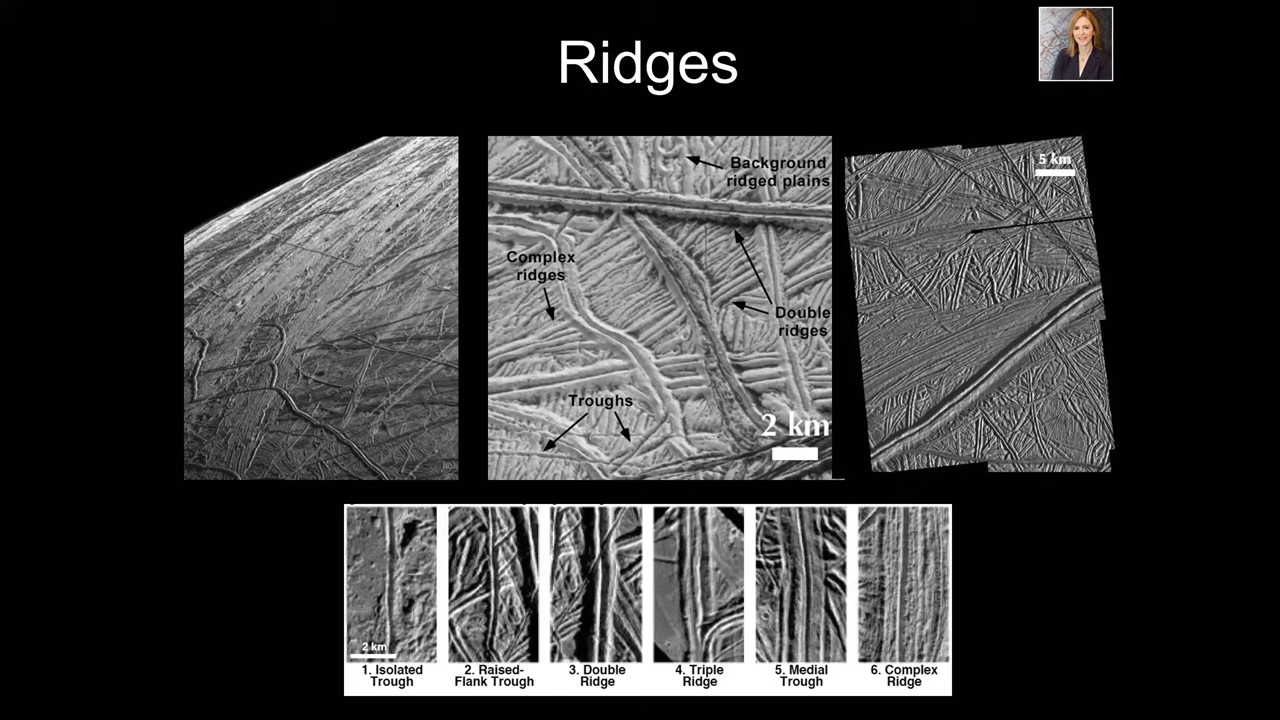 Ridges
Background
ridged plains
Complex
ridges
Double
ridges
Troughs
2 km
5 km
2 km
1. Isolated
Trough
2. Raised-
Flank Trough
3. Double
Ridge
4. Triple
Ridge
5. Medial
Trough
6. Complex
Ridge